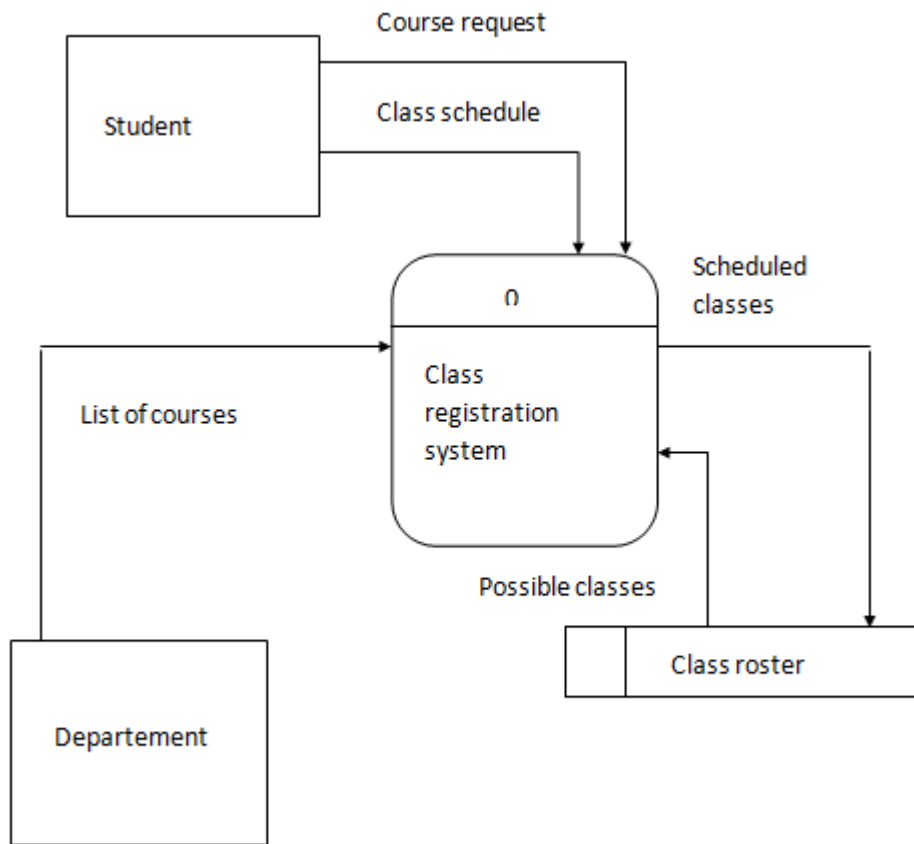 Course request
Student
Class schedule
Scheduled
classes
0
Class
registration
system
List of courses
Possible classes
Class roster
Departement